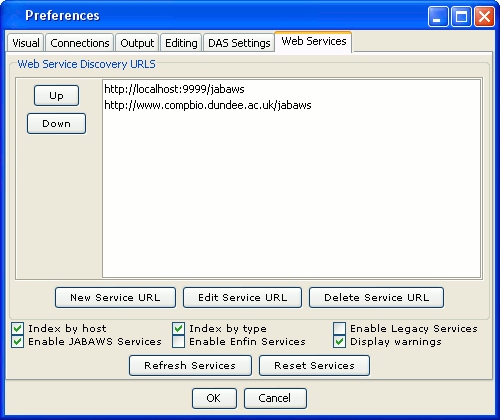 Preferences
Visual Connections Output Editing DAS Settings Web Services
Web Service Discovery URLS
Up
Down
http://localhost:9999/jabaws
http://www.compbio.dundee.ac.uk/jabaws
New Service URL Edit Service URL Delete Service URL
Index by host Index by type Enable Legacy Services
Enable JABAWS Services Enable Enfin Services Display warnings
Refresh Services Reset Services
OK Cancel